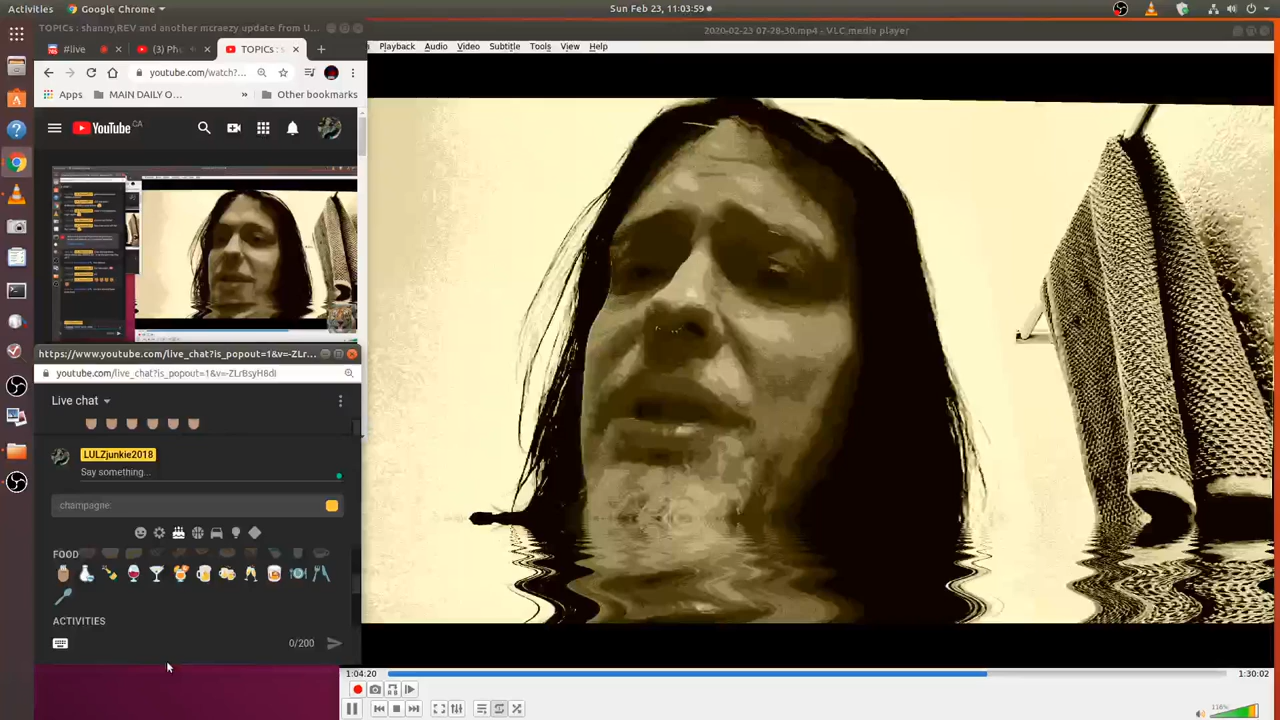 Activities
Google Chrome
Sun Feb 23, 11:03:59
TOPICs : shanny,REV and another mcraezy update from U...
#live
(3) Ph
TOPICs : s
youtube.com/watch?...
Apps
MAIN DAILY O...
»
Other bookmarks
YouTube CA
https://www.youtube.com/live_chat?is_popout=1&v=-ZLr...
youtube.com/live_chat?is_popout=1&v=-ZLrBsyH8dI
Live chat
LULZjunkie2018
Say something...
champagne:
FOOD
ACTIVITIES
0/200
2020-02-23 07-28-30.mp4 - VLC media player
Playback Audio Video Subtitle Tools View Help
1:04:20
1:30:02
116%